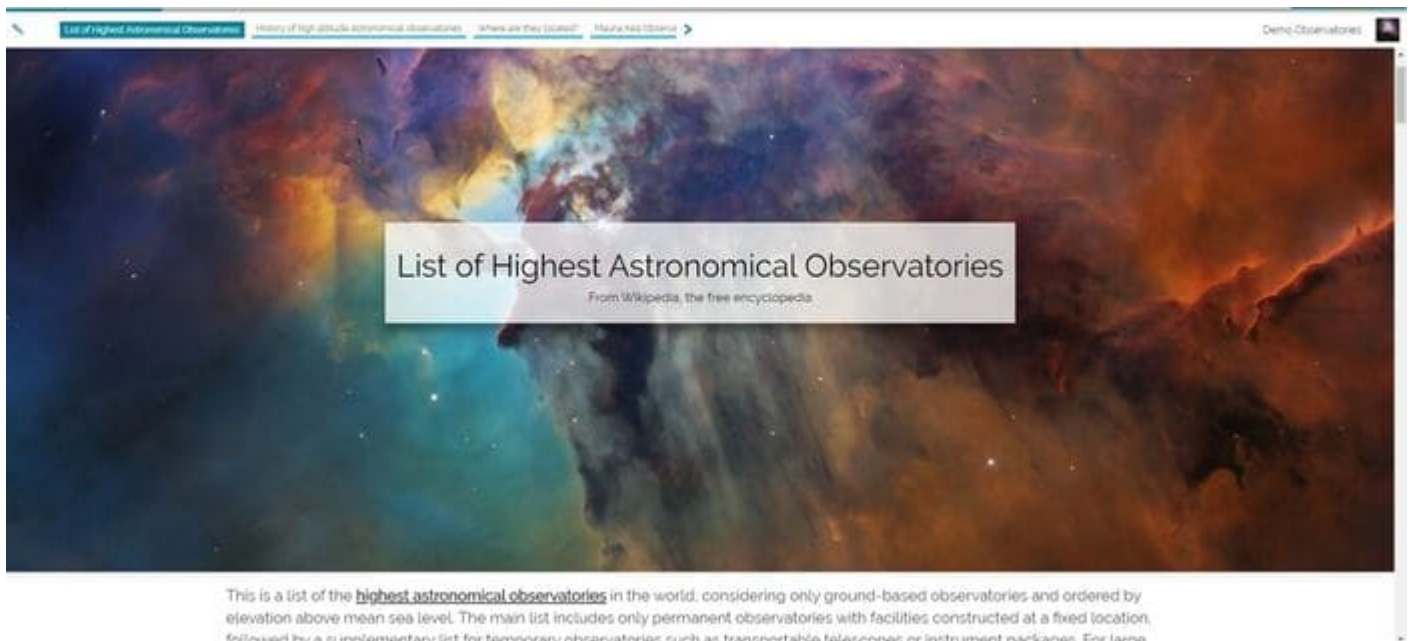 List of Highest Astronomical Observatories
History of high altitude astronomical observatories
Where are they located?
Mauna Kea Observa
Demo Observatories
List of Highest Astronomical Observatories
From Wikipedia, the free encyclopedia
This is a list of the highest astronomical observatories in the world, considering only ground-based observatories and ordered by
elevation above mean sea level. The main list includes only permanent observatories with facilities constructed at a fixed location,
followed by a supplementary list for temporary observatories such as transportable telescopes or instrument packages. For large